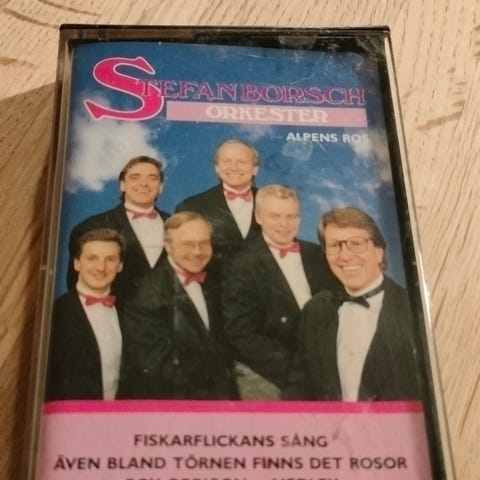 STEFAN BORSCH
ORKESTER
ALPENS ROS
FISKARFLICKANS SÅNG
ÄVEN BLAND TÖRNEN FINNS DET ROSOR